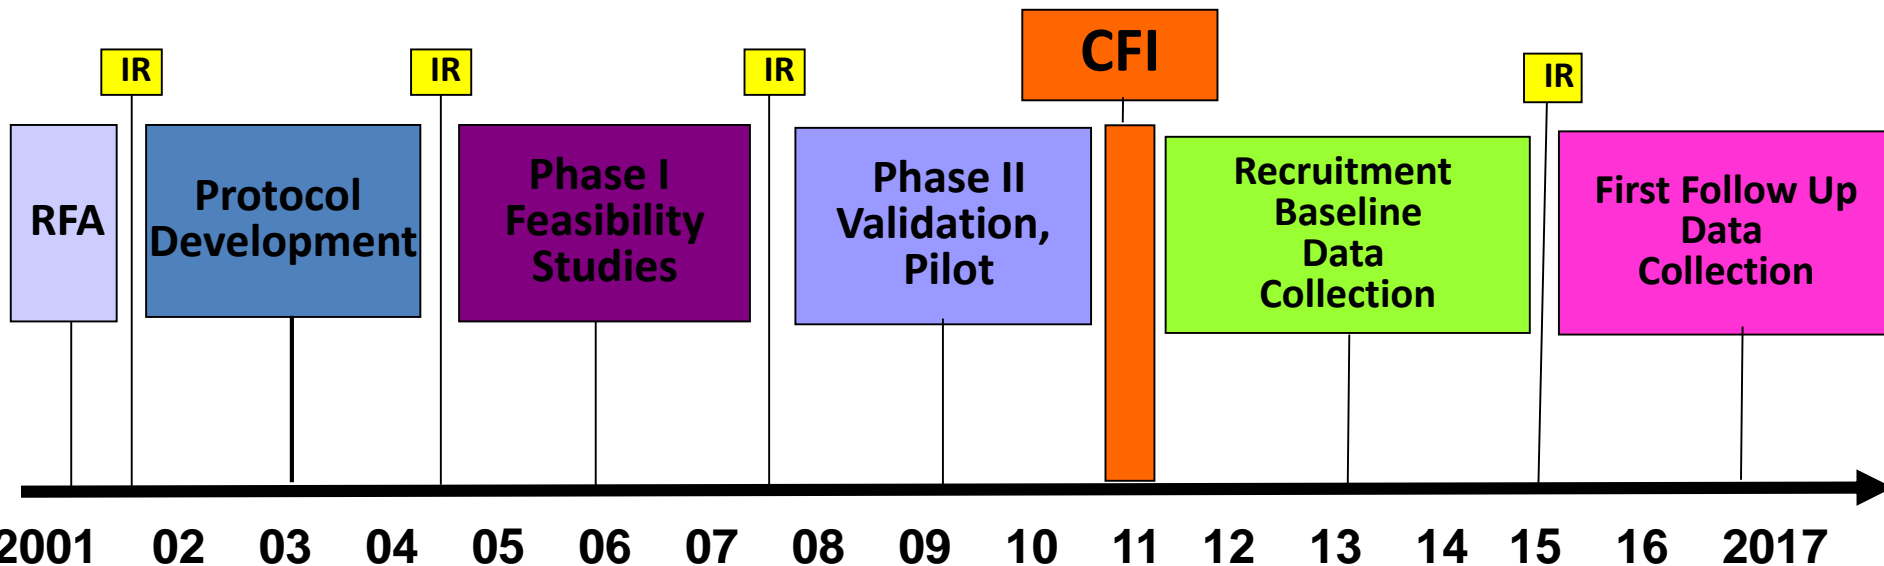 IR
IR
IR
CFI
IR
RFA
Protocol
Development
Phase I
Feasibility
Studies
Phase II
Validation,
Pilot
Recruitment
Baseline
Data
Collection
First Follow Up
Data
Collection
2001 02 03 04 05 06 07 08 09 10 11 12 13 14 15 16 2017